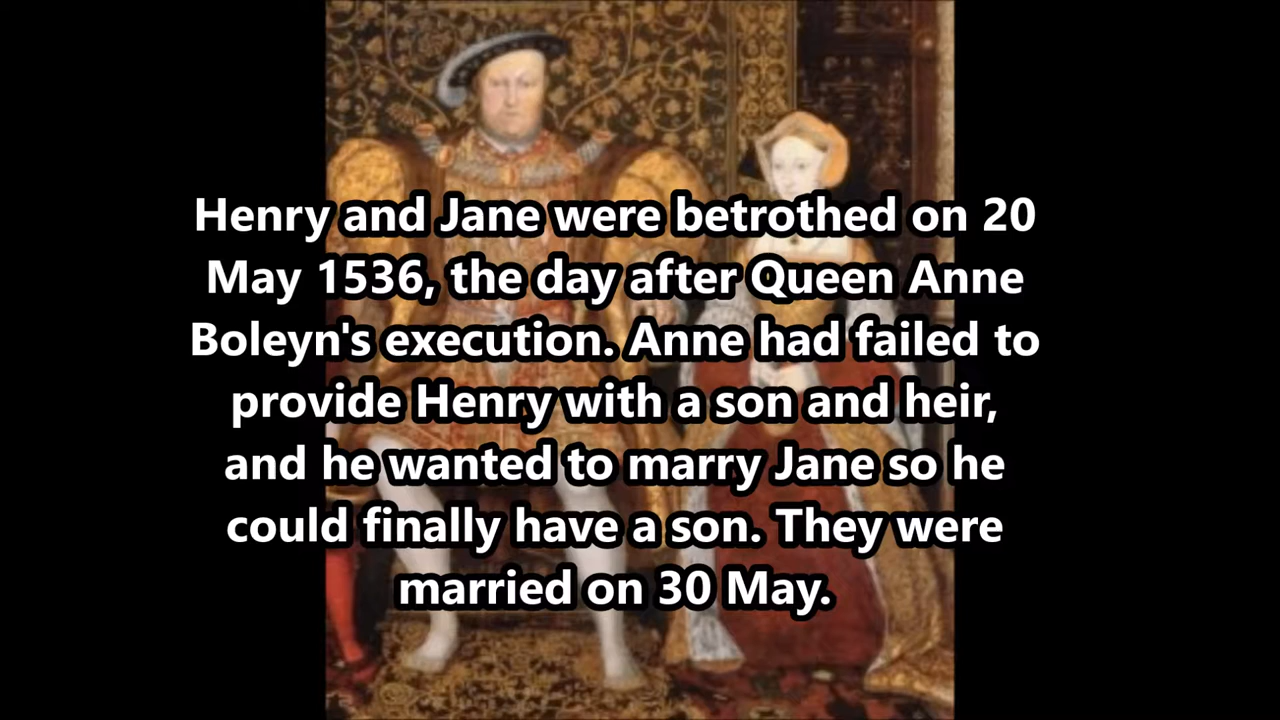 Henry and Jane were betrothed on 20
May 1536, the day after Queen Anne
Boleyn's execution. Anne had failed to
provide Henry with a son and heir,
and he wanted to marry Jane so he
could finally have a son. They were
married on 30 May.